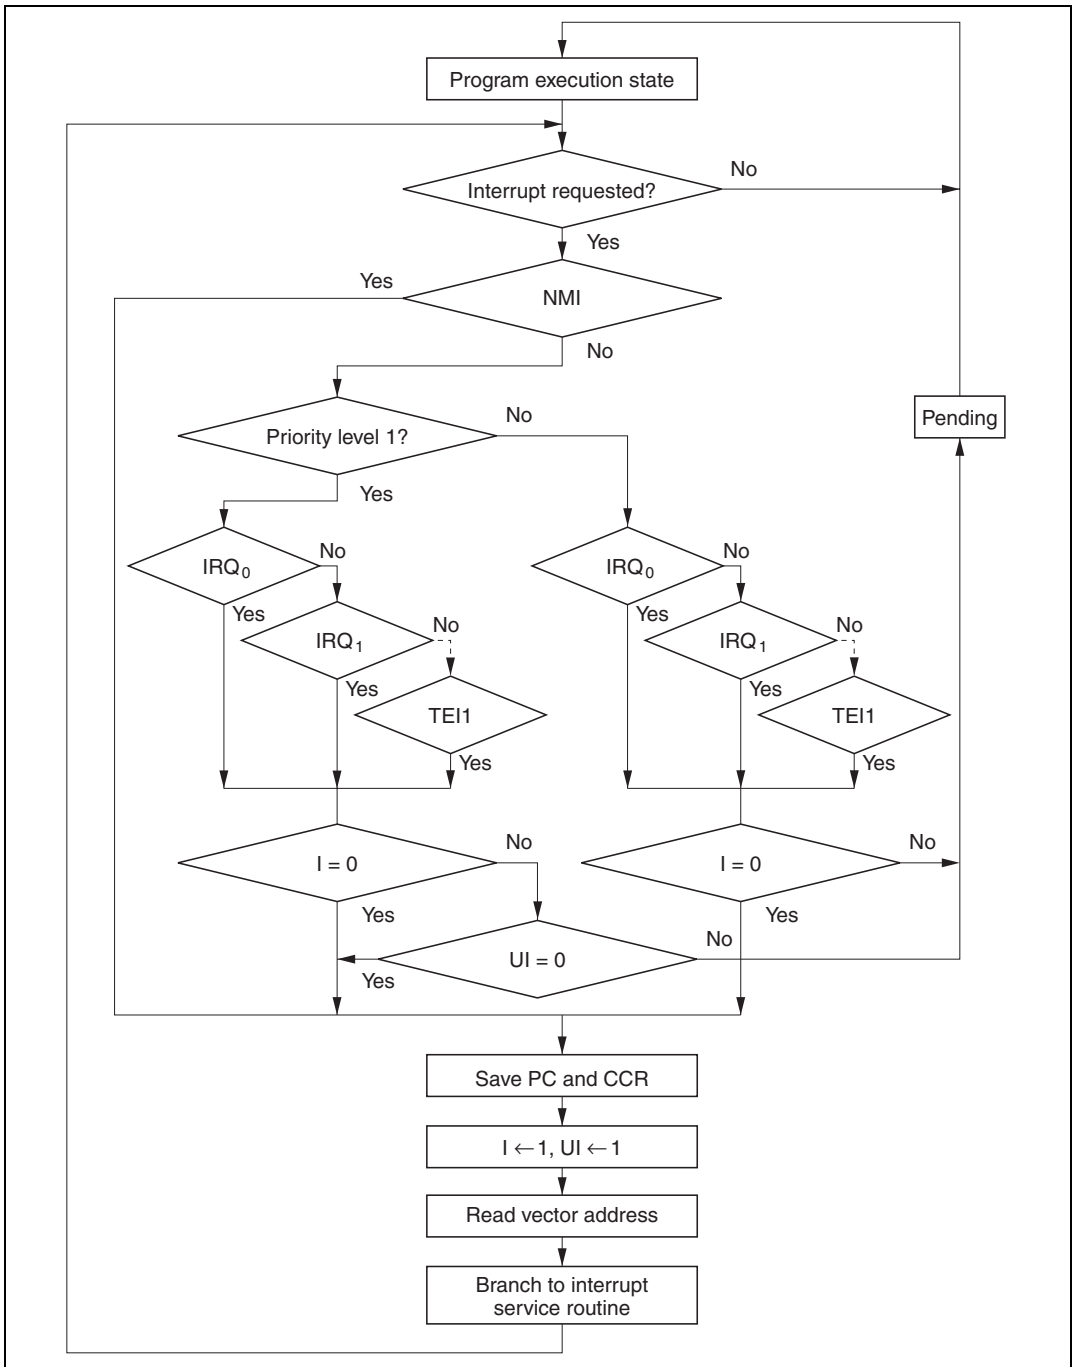 Program execution state
Interrupt requested?
No
Yes
Yes
NMI
No
Pending
Priority level 1?
No
Yes
IRQ0
No
IRQ0
No
Yes
IRQ1
No
Yes
IRQ1
No
Yes
TEI1
Yes
TEI1
Yes
Yes
I = 0
No
I = 0
No
Yes
Yes
UI = 0
No
Yes
Save PC and CCR
I ← 1, UI ← 1
Read vector address
Branch to interrupt
service routine